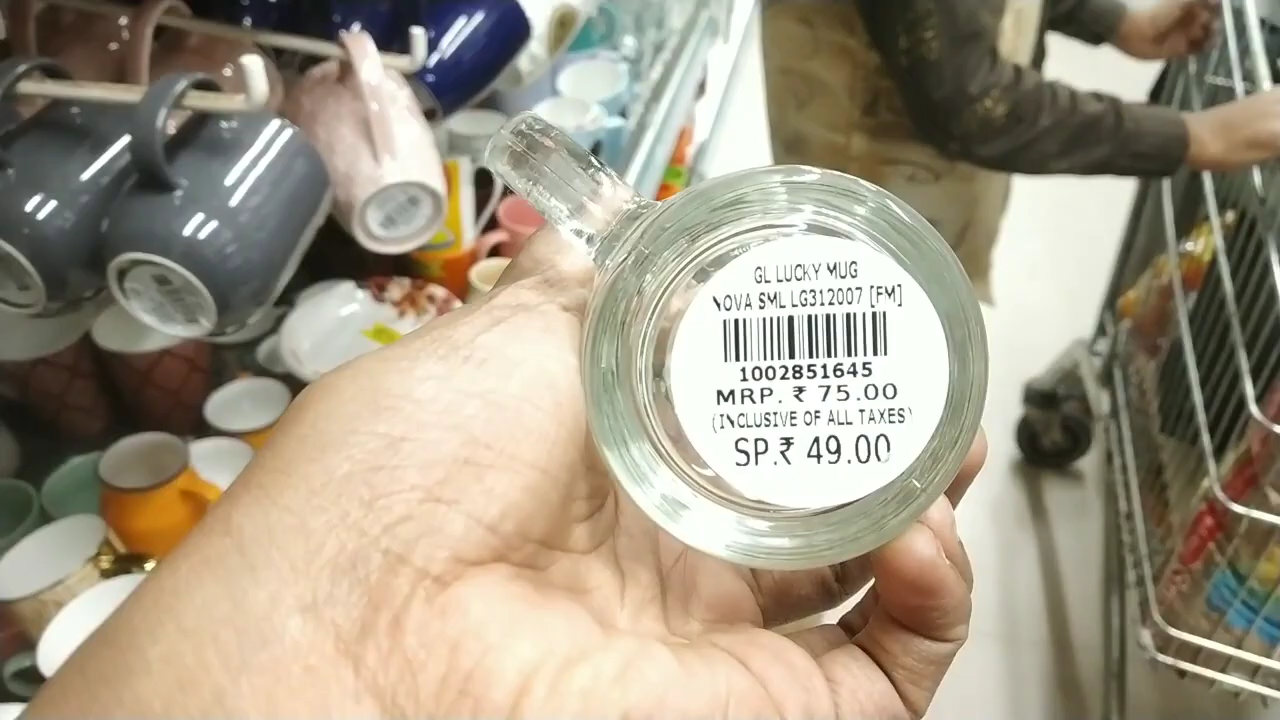 GL LUCKY MUG
NOVA SML LG312007 [FM]
1002851645
MRP. ₹ 75.00
(INCLUSIVE OF ALL TAXES)
SP.₹ 49.00